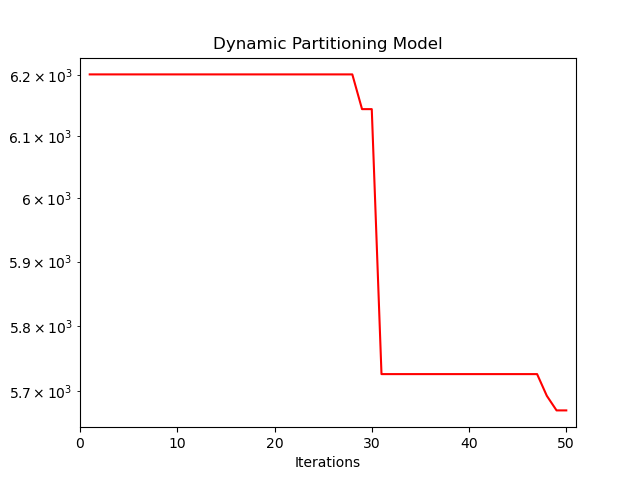 Dynamic Partitioning Model
6.2 × 10³
6.1 × 10³
6 × 10³
5.9 × 10³
5.8 × 10³
5.7 × 10³
0 10 20 30 40 50
Iterations